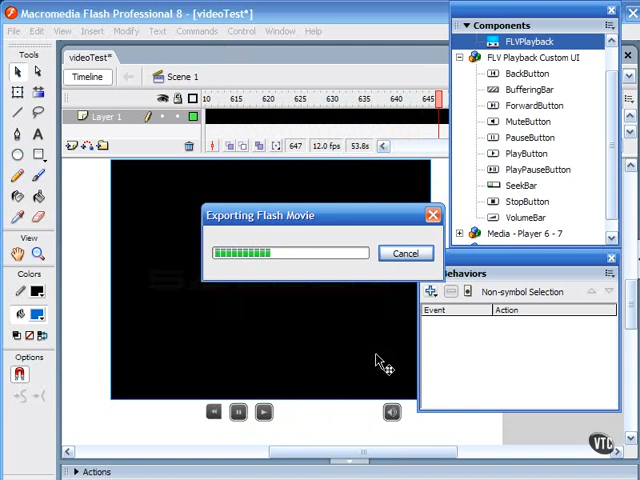 Macromedia Flash Professional 8 - [videoTest*]
File Edit View Insert Modify Text Commands Control Window Help
Tools
View
Colors
Options
videoTest*
Timeline
Scene 1
10 615 620 625 630 635 640 645
Layer 1
647 12.0 fps 53.8s
Exporting Flash Movie
Cancel
Components
FLVPlayback
FLV Playback Custom UI
BackButton
BufferingBar
ForwardButton
MuteButton
PauseButton
PlayButton
PlayPauseButton
SeekBar
StopButton
VolumeBar
Media - Player 6 - 7
Behaviors
Non-symbol Selection
Event Action
VTC
Actions